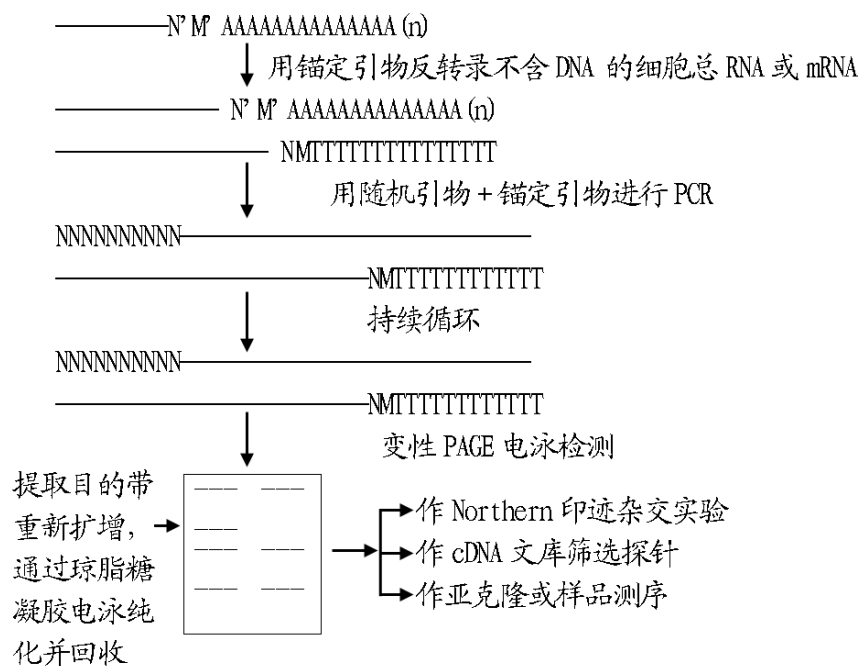 N' M' AAAAAAAAAAAAAA (n)
用锚定引物反转录不含 DNA 的细胞总 RNA 或 mRNA
N' M' AAAAAAAAAAAAAA (n)
NMTTTTTTTTTTTTTTTT
用随机引物 + 锚定引物进行 PCR
NNNNNNNNNN
NMTTTTTTTTTTTTT
持续循环
NNNNNNNNNN
NMTTTTTTTTTTTTT
变性 PAGE 电泳检测
提取目的带
重新扩增，
通过琼脂糖
凝胶电泳纯
化并回收
作 Northern 印迹杂交实验
作 cDNA 文库筛选探针
作亚克隆或样品测序